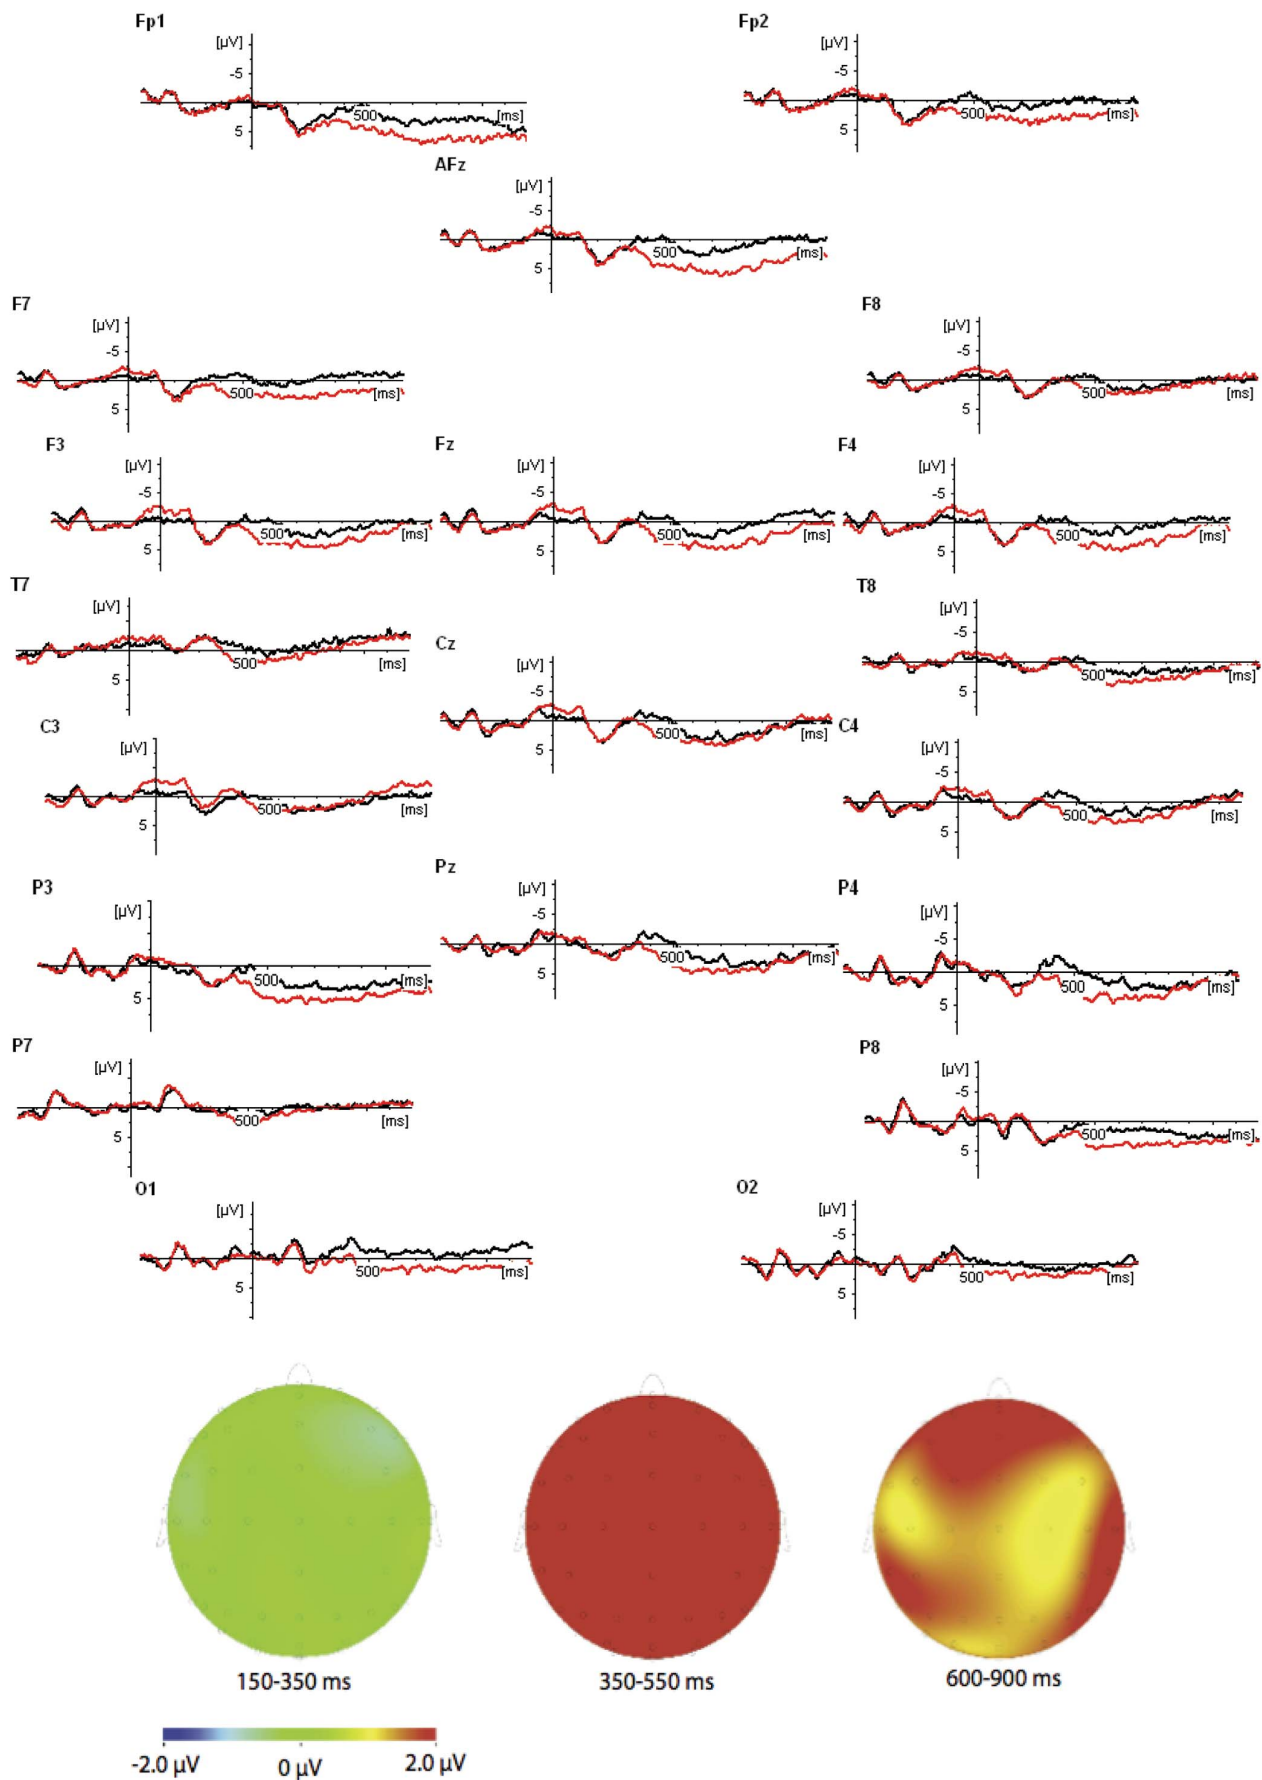 Fp1 Fp2
[µV] [µV]
-5 -5
500 [ms] 500 [ms]
5 5
AFz
[µV]
-5
500 [ms]
5
F7 F8
[µV] [µV]
-5 -5
500 [ms] 500
5 5
F3 Fz F4
[µV] [µV] [µV]
-5 -5
500 [ms] 500 [ms] 500 [ms]
5 5 5
T7 T8
[µV] [µV]
-5
500 [ms] 500 [ms]
5 5
Cz
[µV]
-5
500 [ms]
5
C3 C4
[µV] [µV]
-5
500 [ms] 500 [ms]
5 5
P3 Pz P4
[µV] [µV] [µV]
-5 -5
500 [ms] 500 [ms] 500 [ms]
5 5 5
P7 P8
[µV] [µV]
-5
500 [ms] 500 [ms]
5 5
O1 O2
[µV] [µV]
-5
500 [ms] 500 [ms]
5 5
150-350 ms 350-550 ms 600-900 ms
-2.0 µV 0 µV 2.0 µV